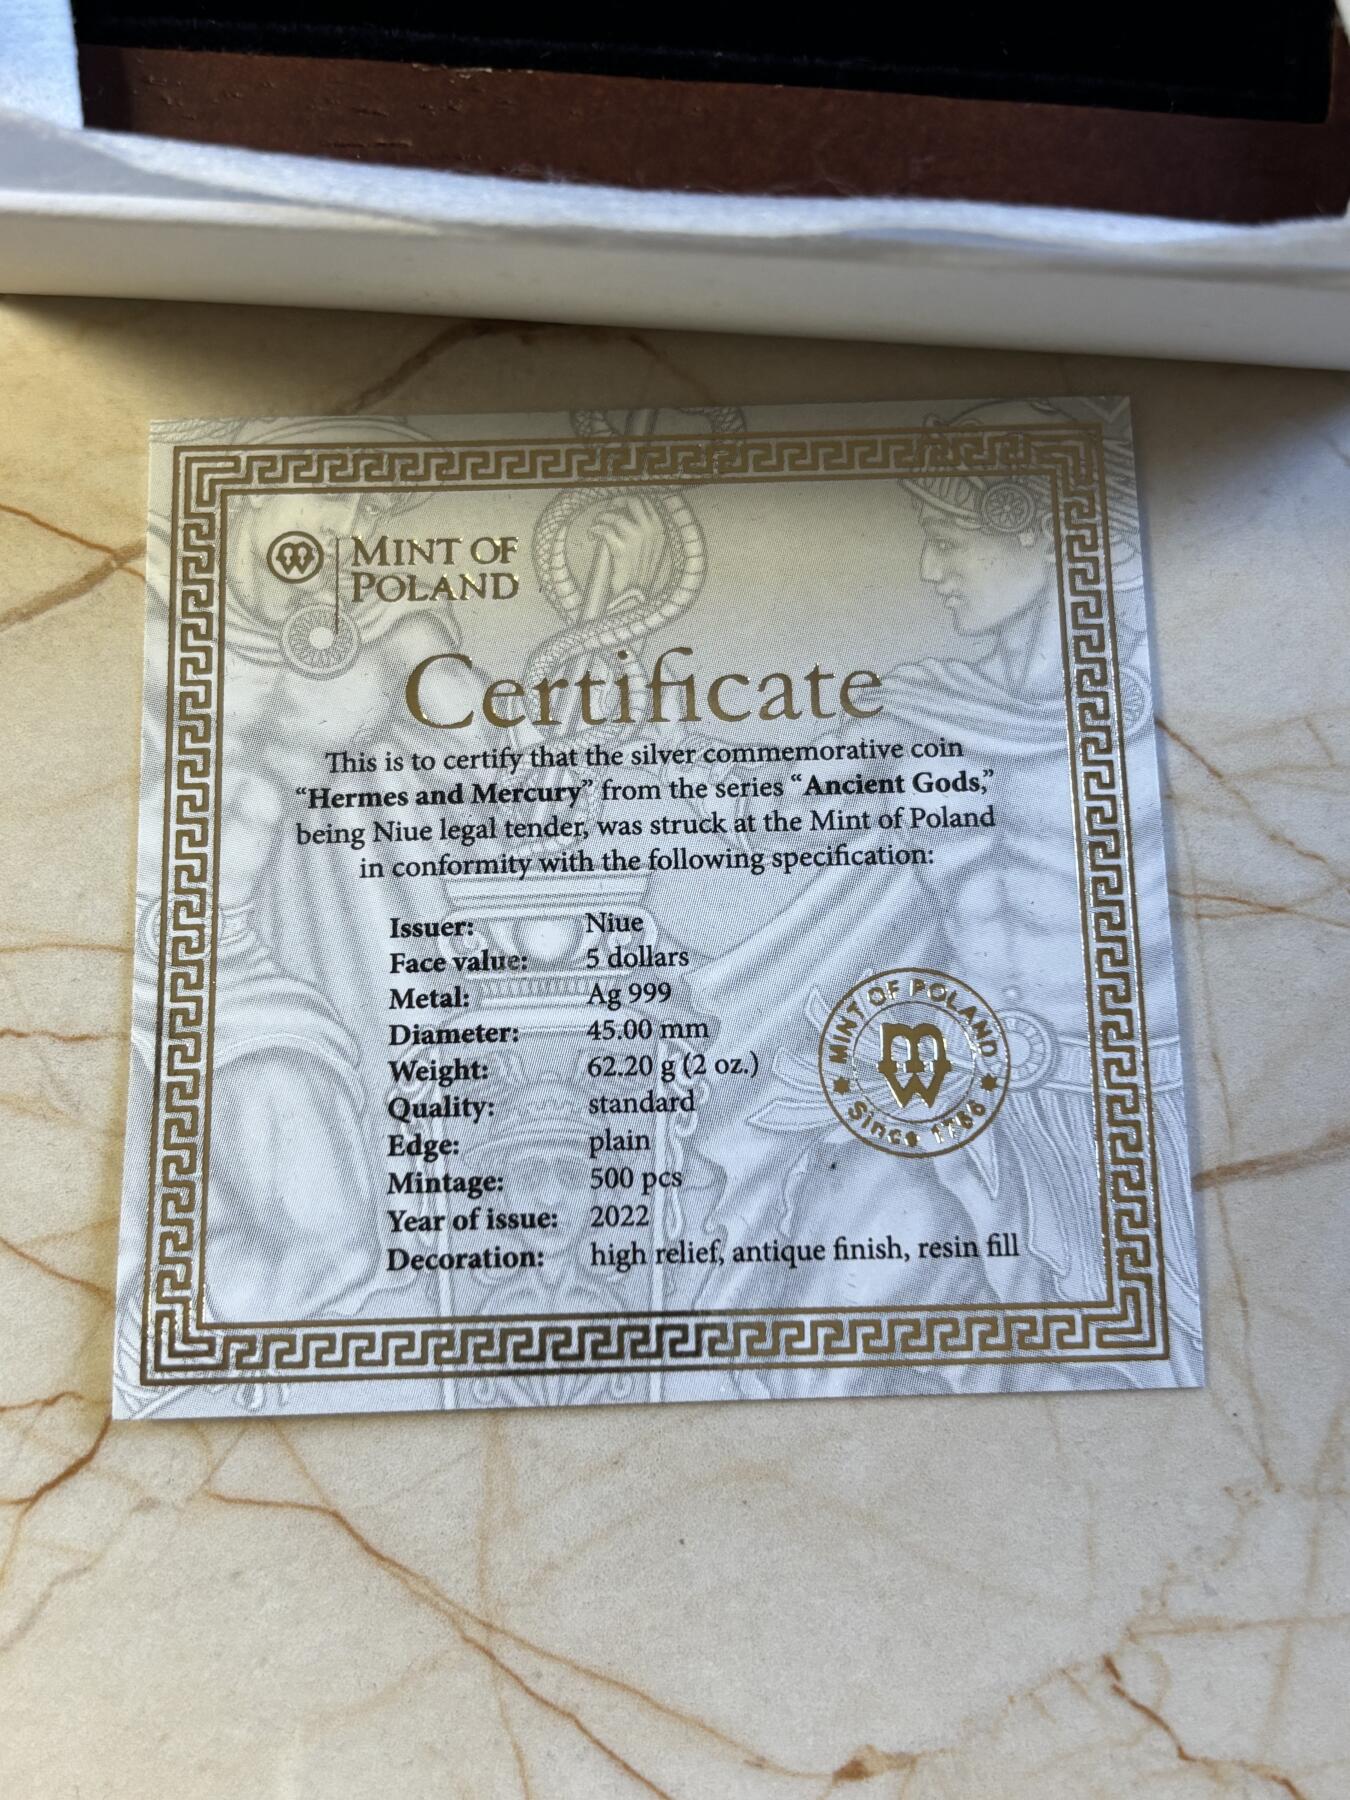 MINT OF
POLAND
Certificate
This is to certify that the silver commemorative coin
“Hermes and Mercury” from the series “Ancient Gods,”
being Niue legal tender, was struck at the Mint of Poland
in conformity with the following specification:
Issuer: Niue
Face value: 5 dollars
Metal: Ag 999
Diameter: 45.00 mm
Weight: 62.20 g (2 oz.)
Quality: standard
Edge: plain
Mintage: 500 pcs
Year of issue: 2022
Decoration: high relief, antique finish, resin fill
MINT OF POLAND
MW
Since 1766